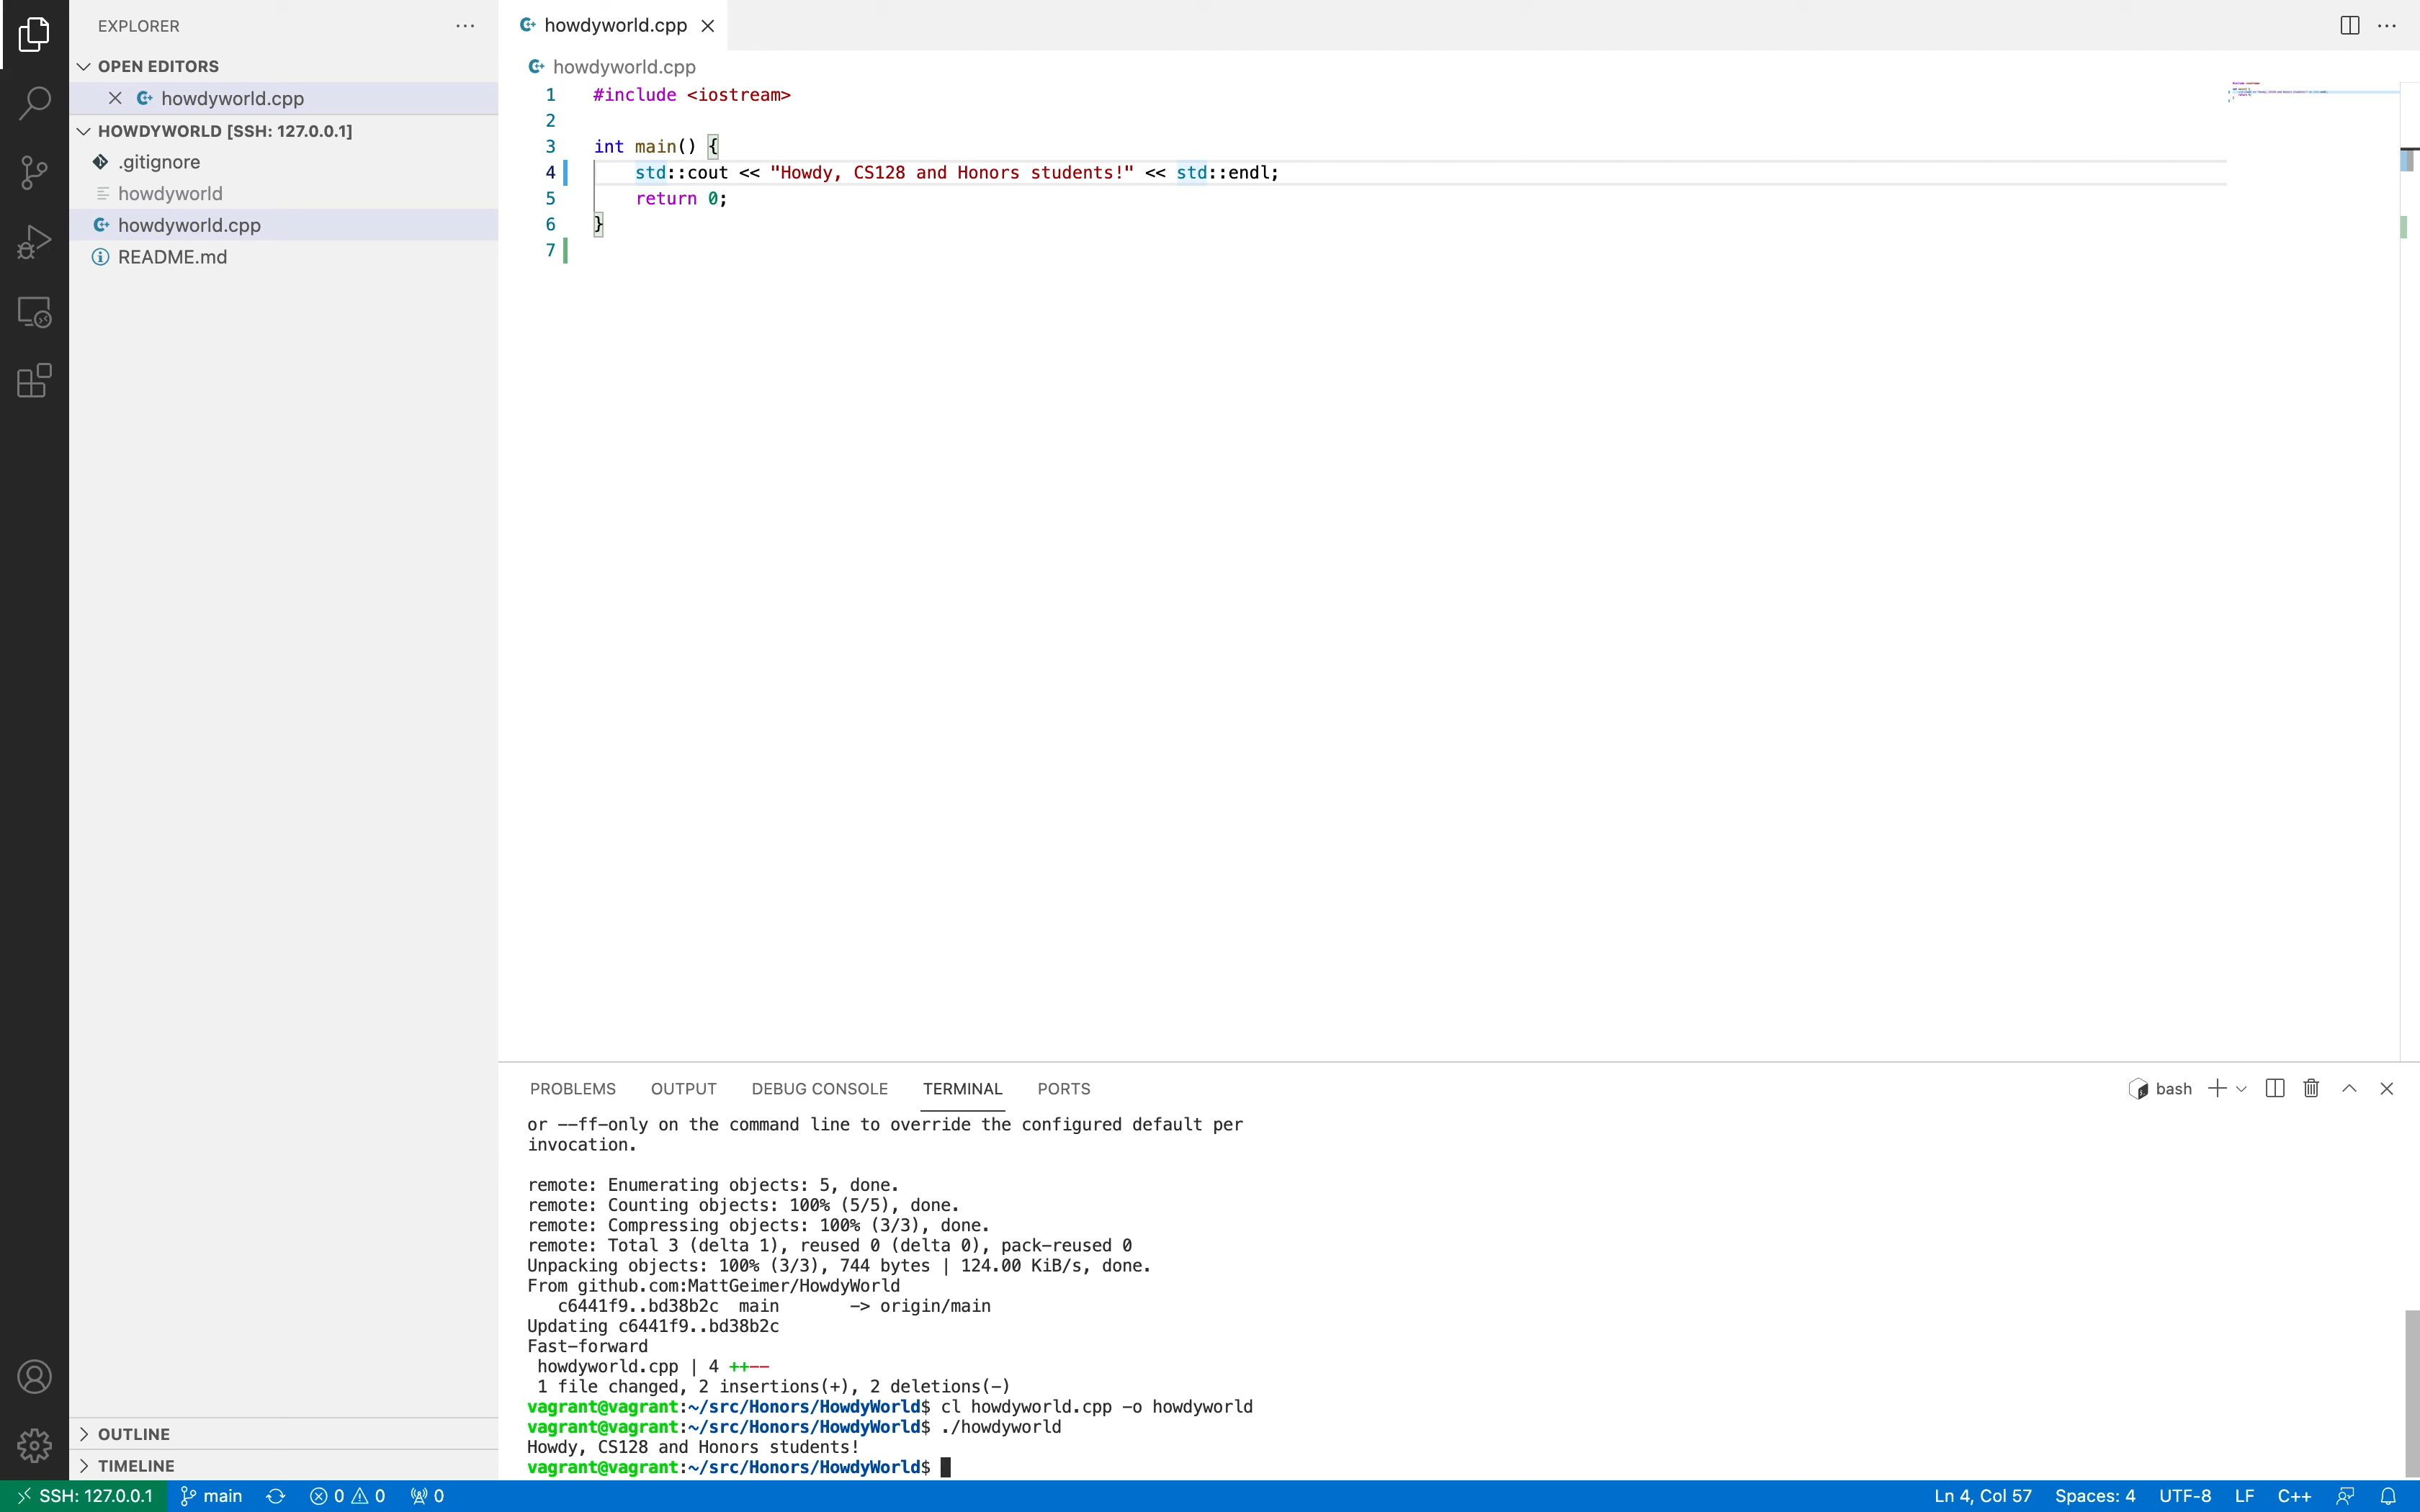 EXPLORER
OPEN EDITORS
howdyworld.cpp
HOWDYWORLD [SSH: 127.0.0.1]
.gitignore
howdyworld
howdyworld.cpp
README.md
OUTLINE
TIMELINE
howdyworld.cpp
howdyworld.cpp
1 #include <iostream>
2
3 int main() {
4 std::cout << "Howdy, CS128 and Honors students!" << std::endl;
5 return 0;
6 }
7
PROBLEMS OUTPUT DEBUG CONSOLE TERMINAL PORTS
bash
or --ff-only on the command line to override the configured default per
invocation.
remote: Enumerating objects: 5, done.
remote: Counting objects: 100% (5/5), done.
remote: Compressing objects: 100% (3/3), done.
remote: Total 3 (delta 1), reused 0 (delta 0), pack-reused 0
Unpacking objects: 100% (3/3), 744 bytes | 124.00 KiB/s, done.
From github.com:MattGeimer/HowdyWorld
c6441f9..bd38b2c main -> origin/main
Updating c6441f9..bd38b2c
Fast-forward
howdyworld.cpp | 4 ++--
1 file changed, 2 insertions(+), 2 deletions(-)
vagrant@vagrant:~/src/Honors/HowdyWorld$ cl howdyworld.cpp -o howdyworld
vagrant@vagrant:~/src/Honors/HowdyWorld$ ./howdyworld
Howdy, CS128 and Honors students!
vagrant@vagrant:~/src/Honors/HowdyWorld$
SSH: 127.0.0.1 main 0 0 0 Ln 4, Col 57 Spaces: 4 UTF-8 LF C++